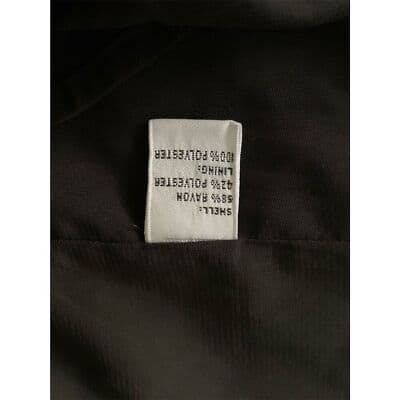 SHELL:
58% RAYON
42% POLYESTER
LINING:
100% POLYESTER